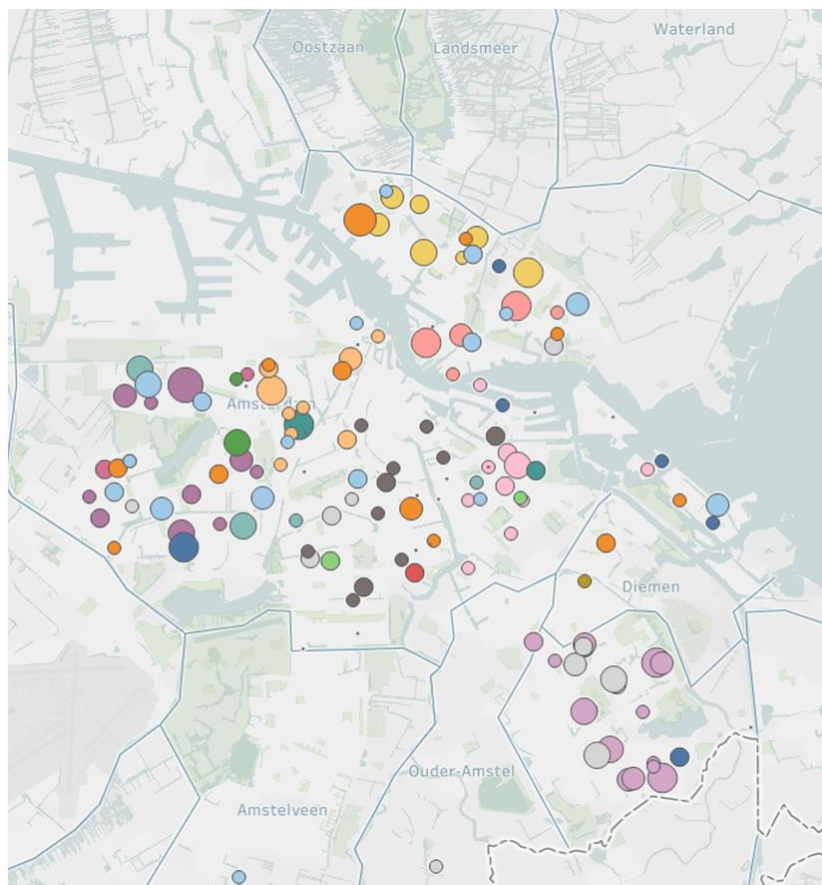 Oostzaan
Landsmeer
Waterland
Amsterdam
Diemen
Ouder-Amstel
Amstelveen